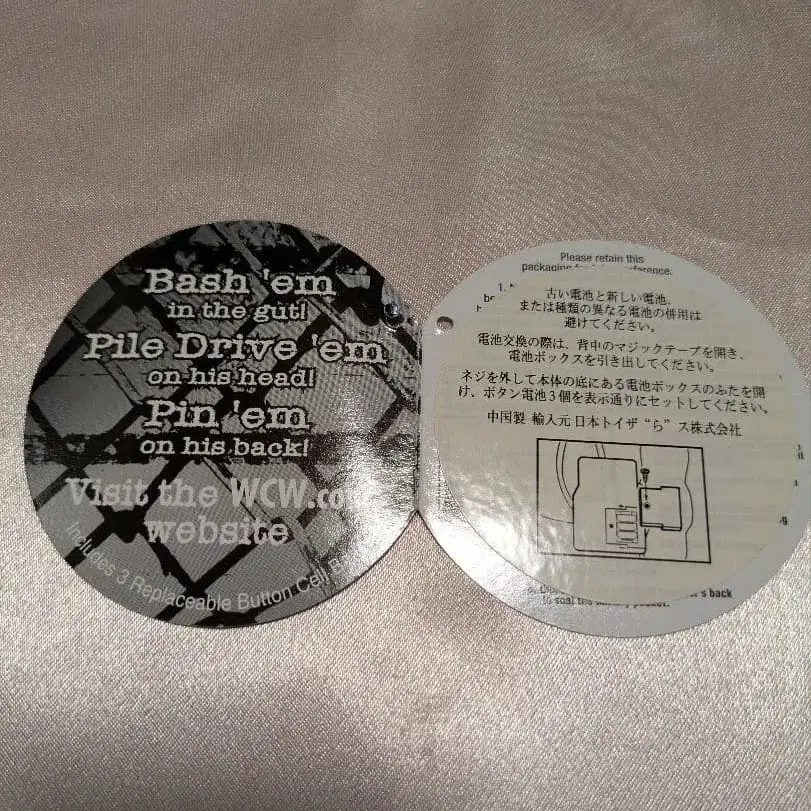 Bash 'em
in the gut!
Pile Drive 'em
on his head!
Pin 'em
on his back!
Visit the WCW.co
website
Includes 3 Replaceable Button Cell B
Please retain this
packaging for future reference.
1.
古い電池と新しい電池、
または種類の異なる電池の併用は
避けてください。
電池交換の際は、背中のマジックテープを開き、
電池ボックスを引き出してください。
ネジを外して本体の底にある電池ボックスのふたを開
け、ボタン電池3個を表示通りにセットしてください。
中国製 輸入元 日本トイザ“ら”ス株式会社
's back
to seal the battery pocket.